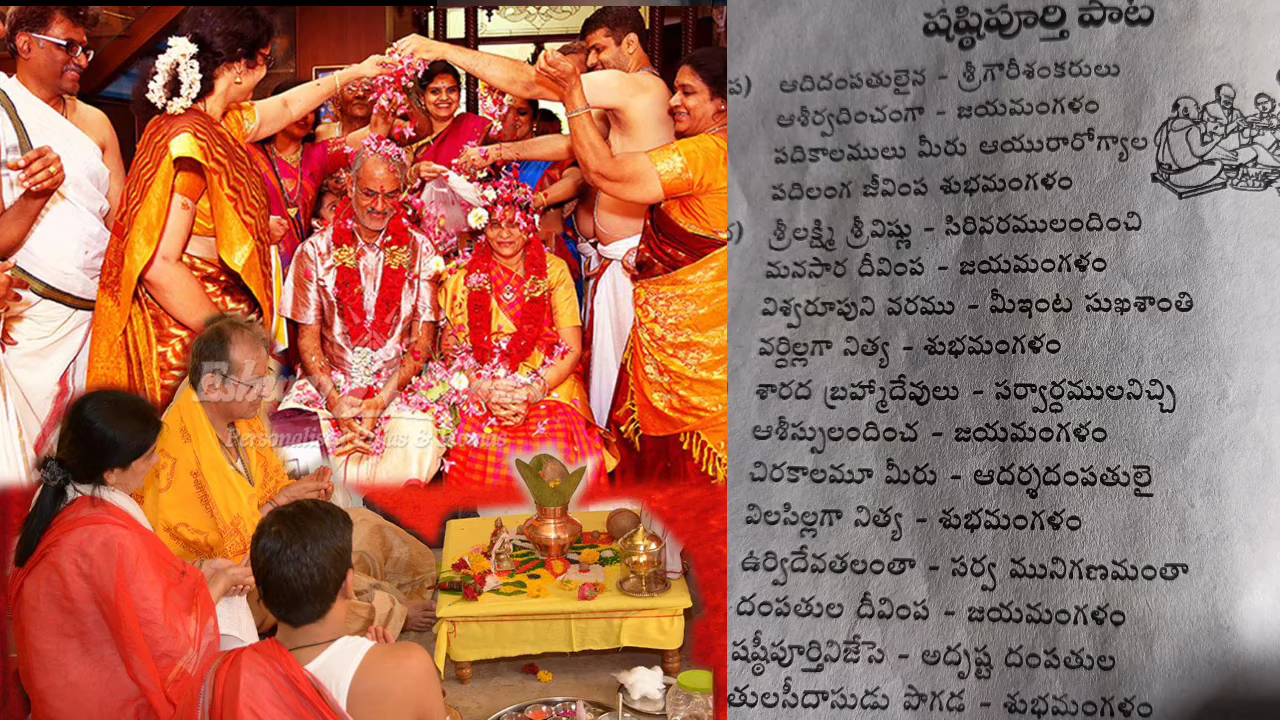 షష్ఠిపూర్తి పాట
ప) ఆదిదంపతులైన - శ్రీగౌరీశంకరులు
ఆశీర్వదించంగా - జయమంగళం
పదికాలములు మీరు ఆయురారోగ్యాల
పదిలంగ జీవింప శుభమంగళం
శ్రీలక్ష్మి శ్రీవిష్ణు - సిరివరములందించి
మనసార దీవింప - జయమంగళం
విశ్వరూపుని వరము - మీఇంట సుఖశాంతి
వర్ధిల్లగా నిత్య - శుభమంగళం
శారద బ్రహ్మాదేవులు - సర్వార్థములనిచ్చి
ఆశీస్సులందించ - జయమంగళం
చిరకాలమూ మీరు - ఆదర్శదంపతులై
విలసిల్లగా నిత్య - శుభమంగళం
ఉర్విదేవతలంతా - సర్వ మునిగణమంతా
దంపతుల దీవింప - జయమంగళం
షష్ఠీపూర్తినిజేసె - అదృష్ట దంపతుల
తులసీదాసుడు పాగడ - శుభమంగళం
Personalis &